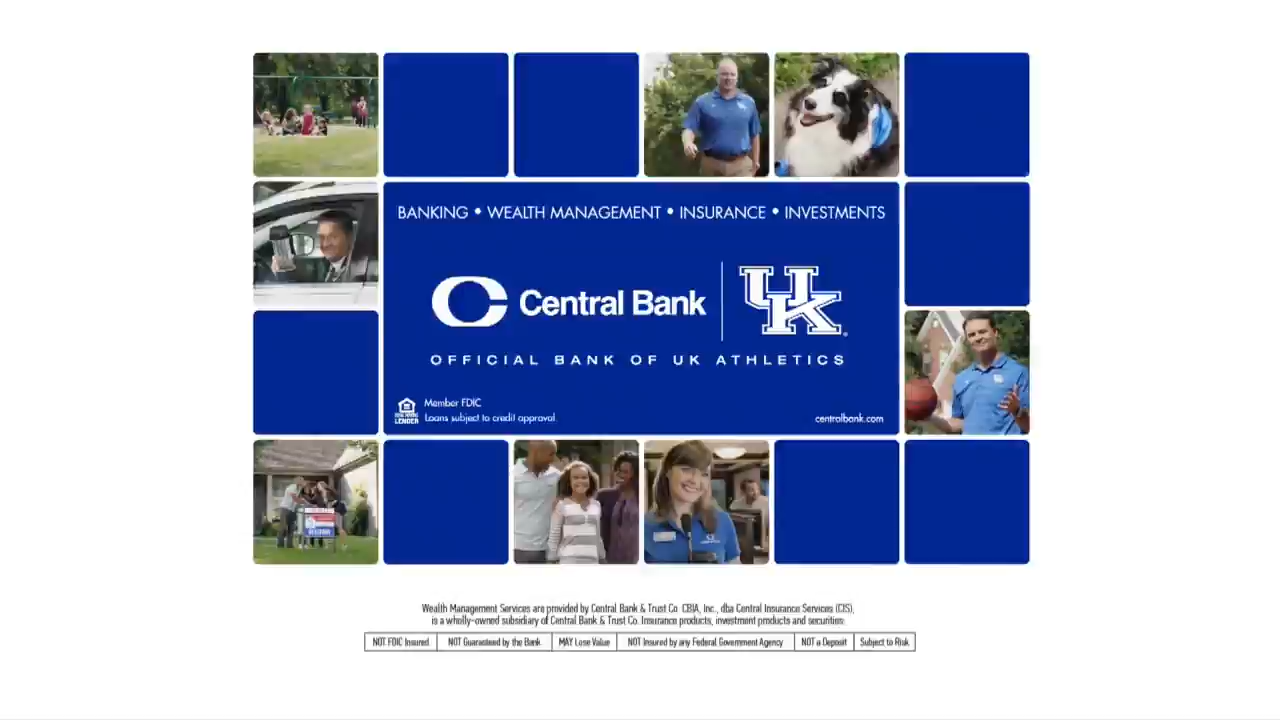 BANKING • WEALTH MANAGEMENT • INSURANCE • INVESTMENTS
Central Bank
UK
OFFICIAL BANK OF UK ATHLETICS
Member FDIC
LENDER
Loans subject to credit approval
centralbank.com
Wealth Management Services are provided by Central Bank & Trust Co. CBIA, Inc., dba Central Insurance Services (CIS),
is a wholly-owned subsidiary of Central Bank & Trust Co. Insurance products, investment products and securities:
NOT FDIC Insured NOT Guaranteed by the Bank MAY Lose Value NOT Insured by any Federal Government Agency NOT a Deposit Subject to Risk